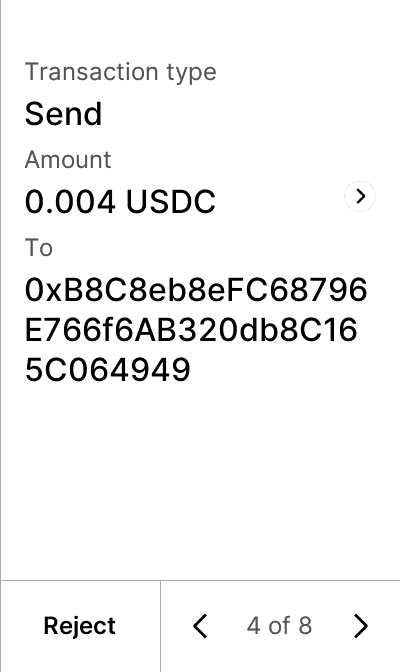 Transaction type
Send
Amount
0.004 USDC
To
0xB8C8eb8eFC68796
E766f6AB320db8C16
5C064949
Reject
4 of 8